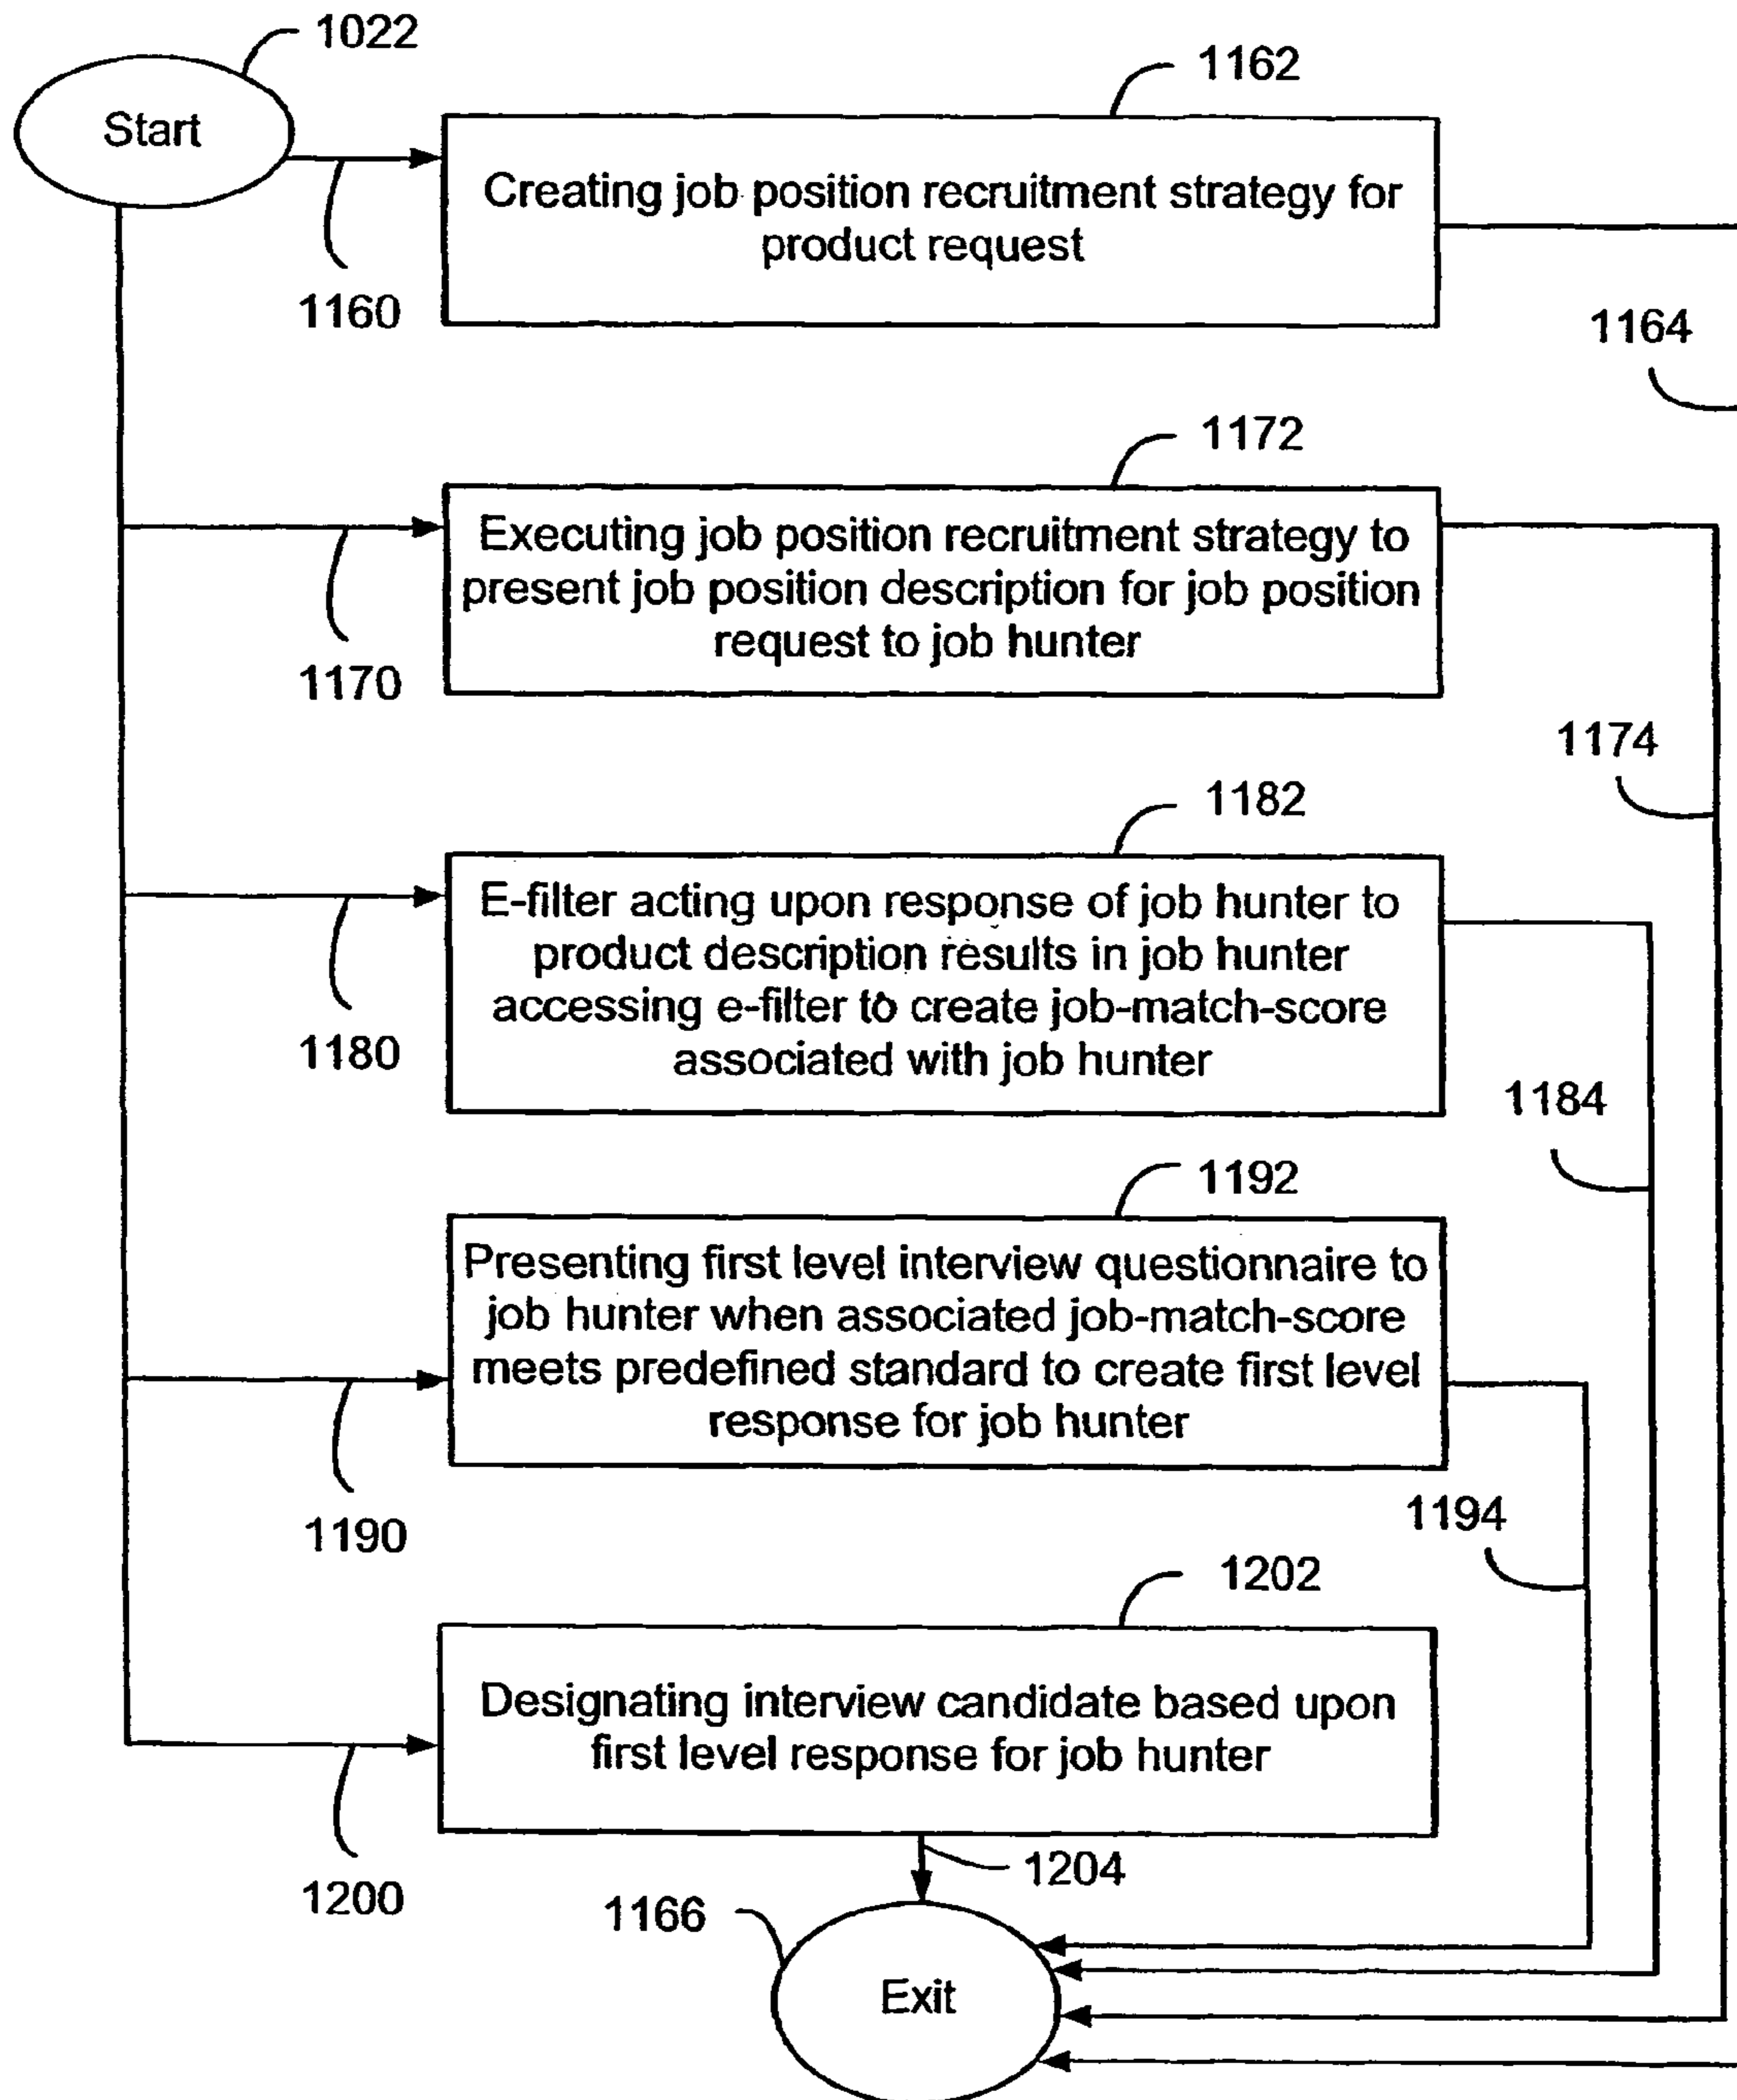 1022
Start
1162
Creating job position recruitment strategy for
product request
1160
1164
1172
Executing job position recruitment strategy to
present job position description for job position
request to job hunter
1170
1174
1182
E-filter acting upon response of job hunter to
product description results in job hunter
accessing e-filter to create job-match-score
associated with job hunter
1180
1184
1192
Presenting first level interview questionnaire to
job hunter when associated job-match-score
meets predefined standard to create first level
response for job hunter
1190
1194
1202
Designating interview candidate based upon
first level response for job hunter
1200
1204
1166
Exit